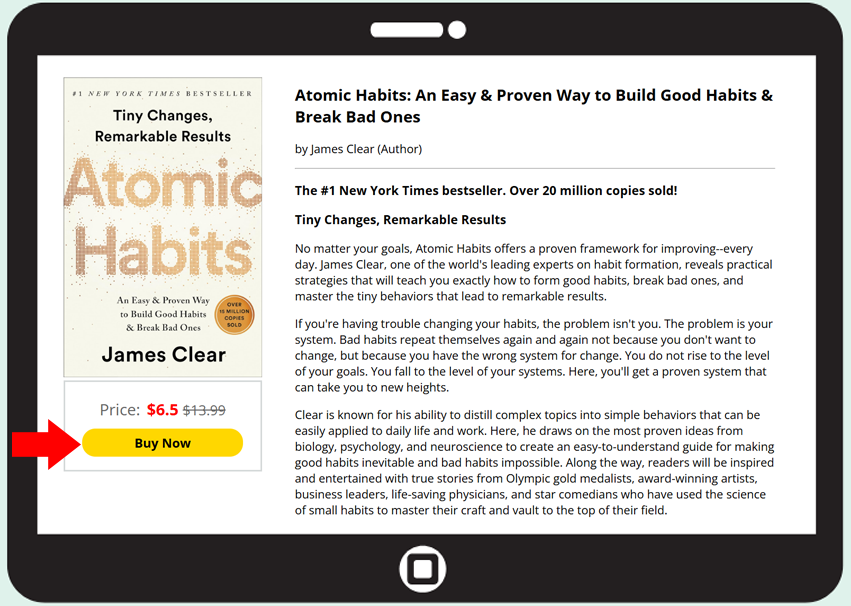 #1 NEW YORK TIMES BESTSELLER
Tiny Changes,
Remarkable Results
Atomic
Habits
An Easy & Proven Way
to Build Good Habits
& Break Bad Ones
OVER
10 MILLION
COPIES
SOLD
James Clear
Price: $6.5 $13.99
Buy Now
Atomic Habits: An Easy & Proven Way to Build Good Habits &
Break Bad Ones
by James Clear (Author)
The #1 New York Times bestseller. Over 20 million copies sold!
Tiny Changes, Remarkable Results
No matter your goals, Atomic Habits offers a proven framework for improving--every
day. James Clear, one of the world's leading experts on habit formation, reveals practical
strategies that will teach you exactly how to form good habits, break bad ones, and
master the tiny behaviors that lead to remarkable results.
If you're having trouble changing your habits, the problem isn't you. The problem is your
system. Bad habits repeat themselves again and again not because you don't want to
change, but because you have the wrong system for change. You do not rise to the level
of your goals. You fall to the level of your systems. Here, you'll get a proven system that
can take you to new heights.
Clear is known for his ability to distill complex topics into simple behaviors that can be
easily applied to daily life and work. Here, he draws on the most proven ideas from
biology, psychology, and neuroscience to create an easy-to-understand guide for making
good habits inevitable and bad habits impossible. Along the way, readers will be inspired
and entertained with true stories from Olympic gold medalists, award-winning artists,
business leaders, life-saving physicians, and star comedians who have used the science
of small habits to master their craft and vault to the top of their field.